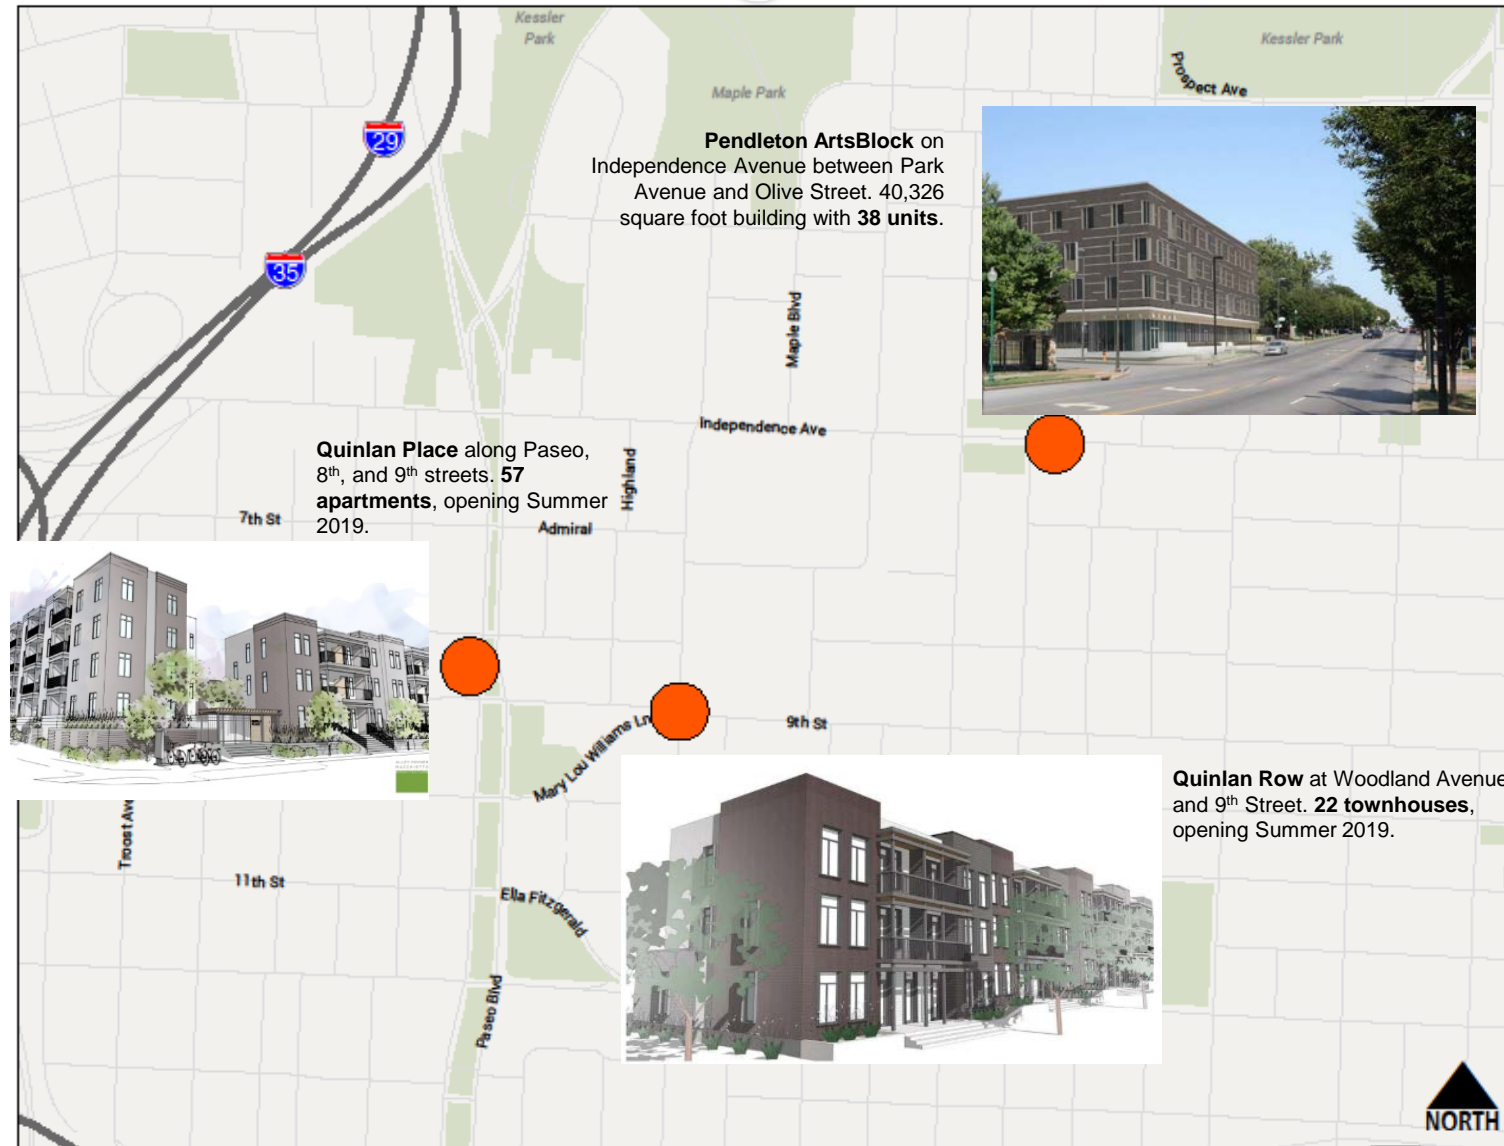 Kessler
Park
Kessler Park
Prospect Ave
Maple Park
29
Pendleton ArtsBlock on
Independence Avenue between Park
Avenue and Olive Street. 40,326
square foot building with 38 units.
35
Maple Blvd
Independence Ave
Quinlan Place along Paseo,
8th, and 9th streets. 57
apartments, opening Summer
2019.
Highland
7th St
Admiral
Mary Lou Williams Ln
9th St
Quinlan Row at Woodland Avenue
and 9th Street. 22 townhouses,
opening Summer 2019.
Troost Ave
11th St
Ella Fitzgerald
Paseo Blvd
NORTH